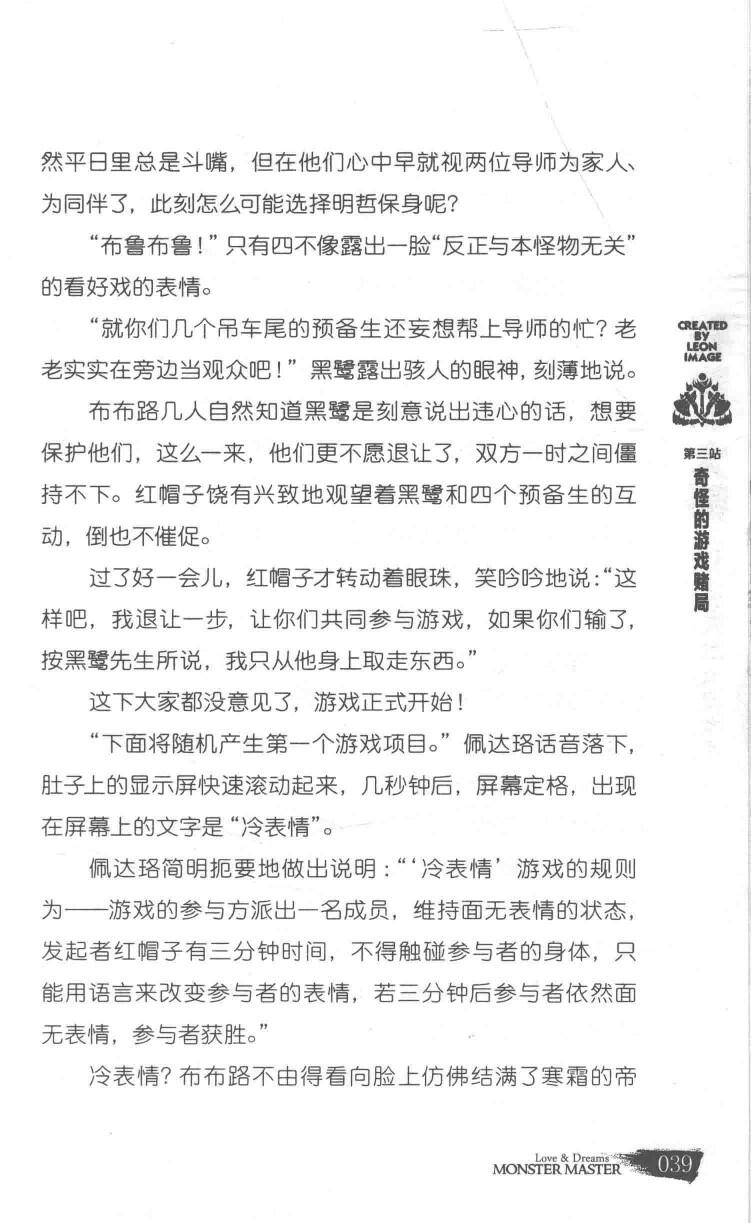 然平日里总是斗嘴，但在他们心中早就视两位导师为家人、
为同伴了，此刻怎么可能选择明哲保身呢？
“布鲁布鲁！”只有四不像露出一脸“反正与本怪物无关”
的看好戏的表情。
“就你们几个吊车尾的预备生还妄想帮上导师的忙？老
老实实在旁边当观众吧！”黑鹭露出骇人的眼神，刻薄地说。
布布路几人自然知道黑鹭是刻意说出违心的话，想要
保护他们，这么一来，他们更不愿退让了，双方一时之间僵
持不下。红帽子饶有兴致地观望着黑鹭和四个预备生的互
动，倒也不催促。
过了好一会儿，红帽子才转动着眼珠，笑吟吟地说：“这
样吧，我退让一步，让你们共同参与游戏，如果你们输了，
按黑鹭先生所说，我只从他身上取走东西。”
这下大家都没意见了，游戏正式开始！
“下面将随机产生第一个游戏项目。”佩达珞话音落下，
肚子上的显示屏快速滚动起来，几秒钟后，屏幕定格，出现
在屏幕上的文字是“冷表情”。
佩达珞简明扼要地做出说明：“‘冷表情’游戏的规则
为——游戏的参与方派出一名成员，维持面无表情的状态，
发起者红帽子有三分钟时间，不得触碰参与者的身体，只
能用语言来改变参与者的表情，若三分钟后参与者依然面
无表情，参与者获胜。”
冷表情？布布路不由得看向脸上仿佛结满了寒霜的帝
CREATED
BY
LEON
IMAGE
第三站
奇怪的游戏赌局
Love & Dreams
MONSTER MASTER
039